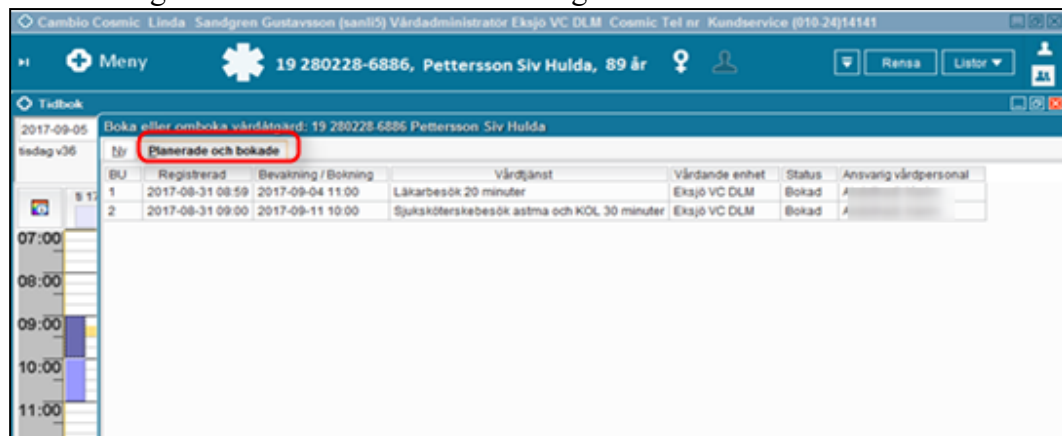 Cambio Cosmic Linda Sandgren Gustavsson (sanli5) Vårdadministratör Eksjö VC DLM Cosmic Tel nr Kundservice (010-24)14141
Meny 19 280228-6886, Pettersson Siv Hulda, 89 år Rensa Listor
Tidbok
2017-09-05 Boka eller omboka vårdåtgärd: 19 280228-6886 Pettersson Siv Hulda
tisdag v36 Ny Planerade och bokade
BU Registrerad Bevakning / Bokning Vårdtjänst Vårdande enhet Status Ansvarig vårdpersonal
1 2017-08-31 08:59 2017-09-04 11:00 Läkarbesök 20 minuter Eksjö VC DLM Bokad
2 2017-08-31 09:00 2017-09-11 10:00 Sjuksköterskebesök astma och KOL 30 minuter Eksjö VC DLM Bokad
07:00
08:00
09:00
10:00
11:00